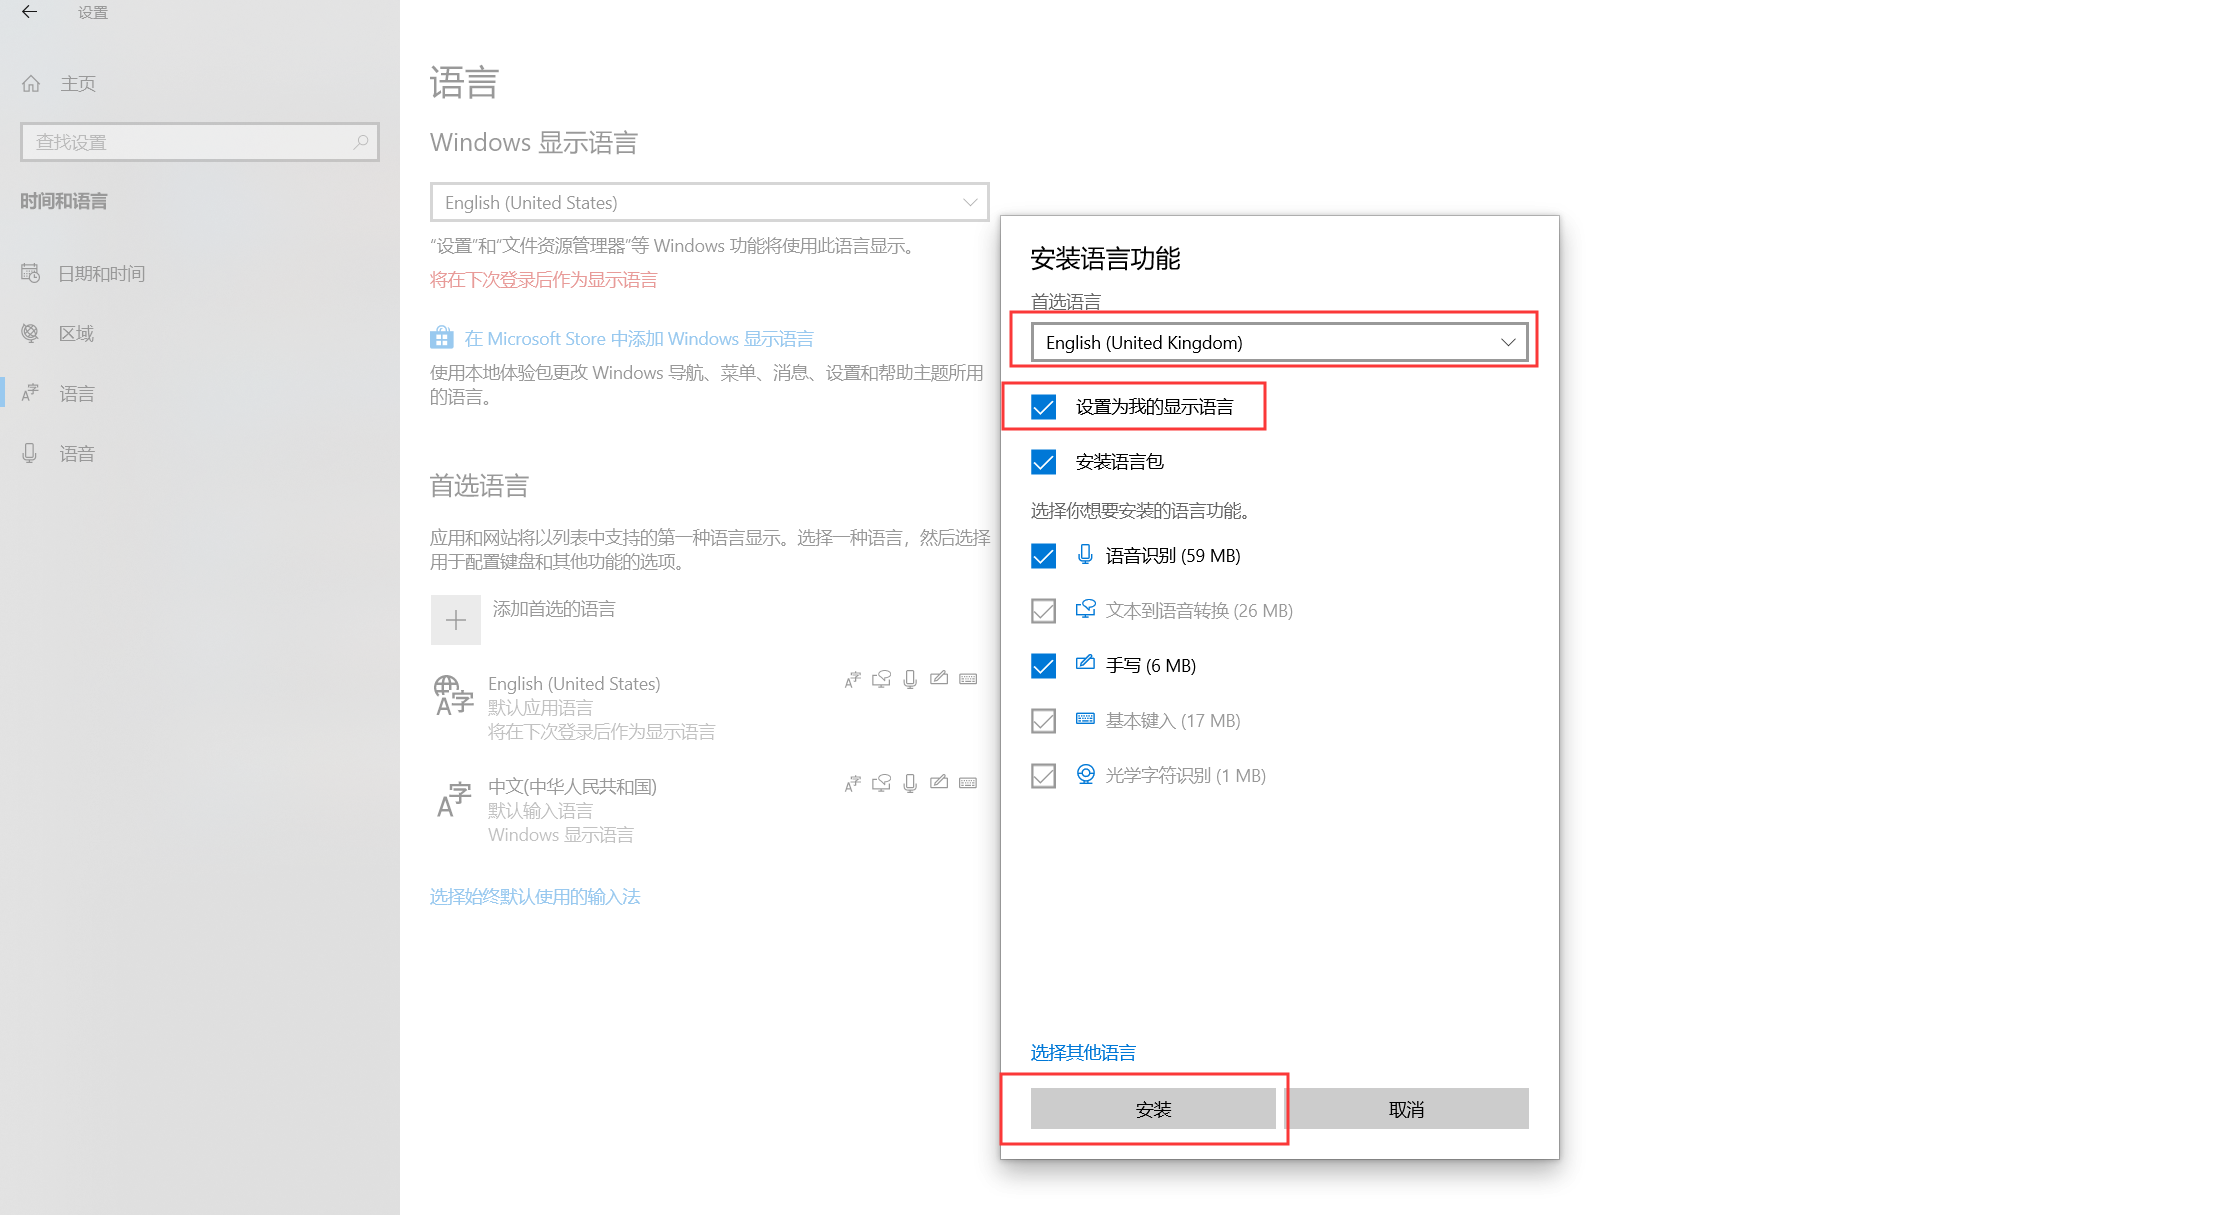 设置
主页
查找设置
时间和语言
日期和时间
区域
语言
语音
语言
Windows 显示语言
English (United States)
“设置”和“文件资源管理器”等 Windows 功能将使用此语言显示。
将在下次登录后作为显示语言
在 Microsoft Store 中添加 Windows 显示语言
使用本地体验包更改 Windows 导航、菜单、消息、设置和帮助主题所用
的语言。
首选语言
应用和网站将以列表中支持的第一种语言显示。选择一种语言，然后选择
用于配置键盘和其他功能的选项。
添加首选的语言
English (United States)
默认应用语言
将在下次登录后作为显示语言
中文(中华人民共和国)
默认输入语言
Windows 显示语言
选择始终默认使用的输入法
安装语言功能
首选语言
English (United Kingdom)
设置为我的显示语言
安装语言包
选择你想要安装的语言功能。
语音识别 (59 MB)
文本到语音转换 (26 MB)
手写 (6 MB)
基本键入 (17 MB)
光学字符识别 (1 MB)
选择其他语言
安装
取消